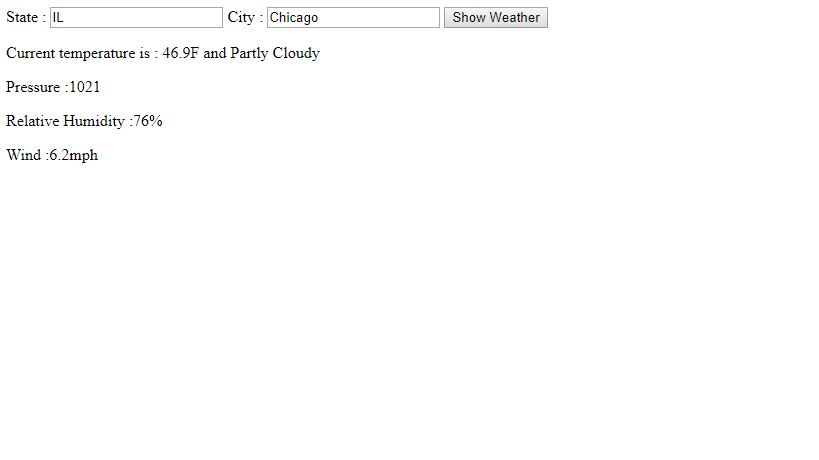 State : IL City : Chicago Show Weather
Current temperature is : 46.9F and Partly Cloudy
Pressure :1021
Relative Humidity :76%
Wind :6.2mph